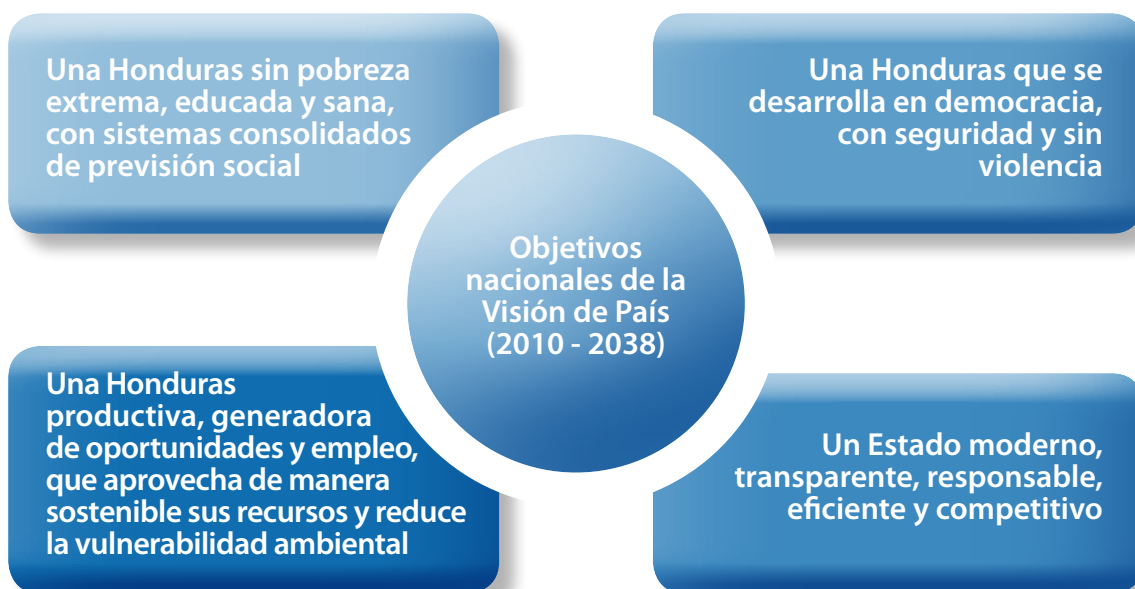 Una Honduras sin pobreza
extrema, educada y sana,
con sistemas consolidados
de previsión social
Una Honduras que se
desarrolla en democracia,
con seguridad y sin
violencia
Objetivos
nacionales de la
Visión de País
(2010 - 2038)
Una Honduras
productiva, generadora
de oportunidades y empleo,
que aprovecha de manera
sostenible sus recursos y reduce
la vulnerabilidad ambiental
Un Estado moderno,
transparente, responsable,
eficiente y competitivo